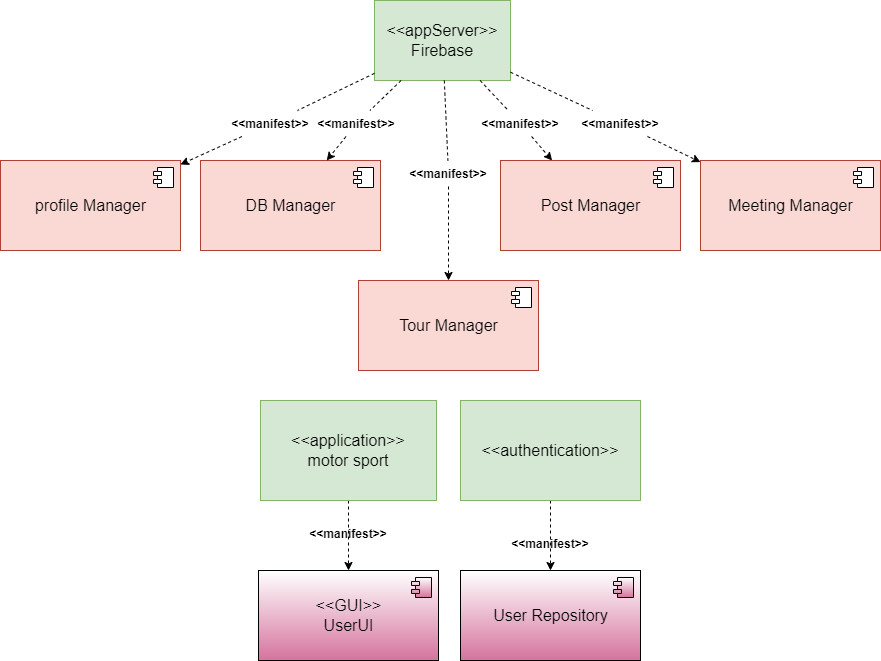 <<appServer>>
Firebase
<<manifest>>
<<manifest>>
<<manifest>>
<<manifest>>
<<manifest>>
profile Manager
DB Manager
Post Manager
Meeting Manager
Tour Manager
<<application>>
motor sport
<<authentication>>
<<manifest>>
<<manifest>>
<<GUI>>
UserUI
User Repository